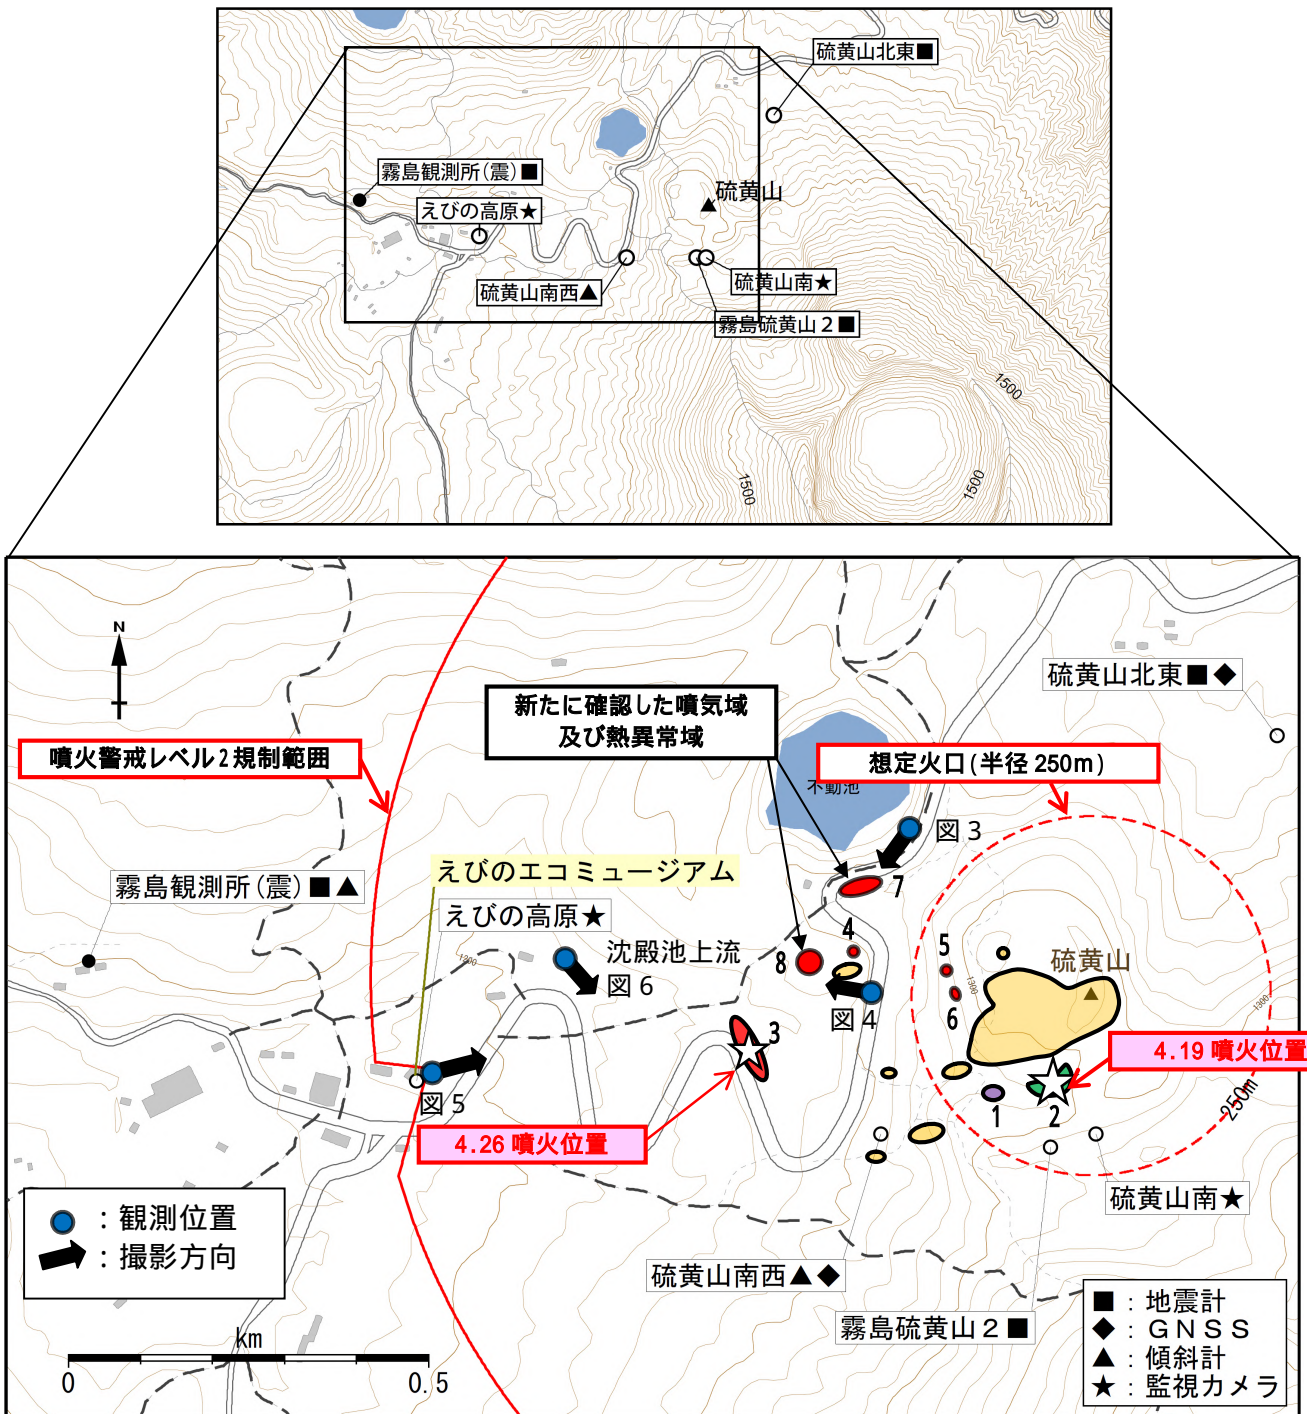 硫黄山北東■
霧島観測所(震)■
硫黄山
えびの高原★
硫黄山南西▲
硫黄山南★
霧島硫黄山2■
1500
1500
1500
N
新たに確認した噴気域
及び熱異常域
硫黄山北東■◆
噴火警戒レベル2規制範囲
想定火口(半径250m)
不動池
図3
えびのエコミュージアム
霧島観測所(震)■▲
7
えびの高原★
4
5
沈殿池上流
1200
8
硫黄山
図6
1300
1300
図4
6
3
4.19 噴火位置
図5
1
2
250m
4.26 噴火位置
硫黄山南★
:観測位置
:撮影方向
硫黄山南西▲◆
霧島硫黄山2■
■:地震計
◆:GNSS
▲:傾斜計
★:監視カメラ
km
0
0.5